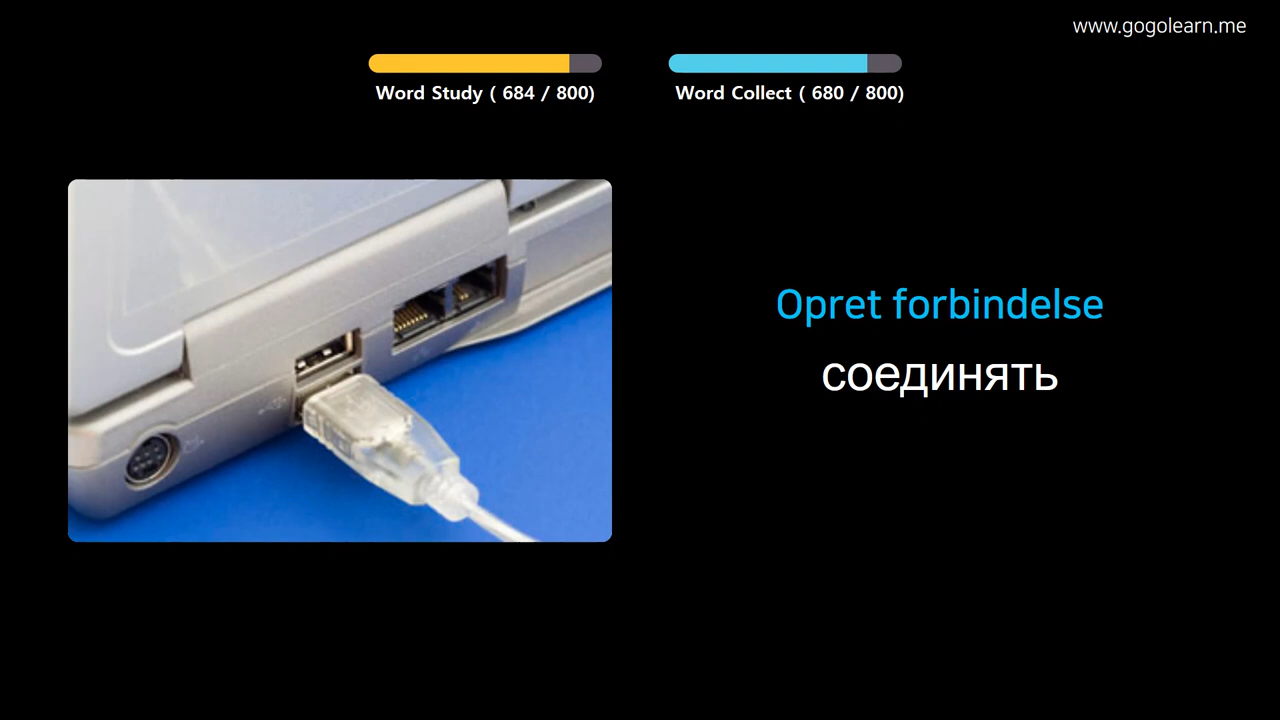 www.gogolearn.me
Word Study ( 684 / 800)
Word Collect ( 680 / 800)
Opret forbindelse
соединять